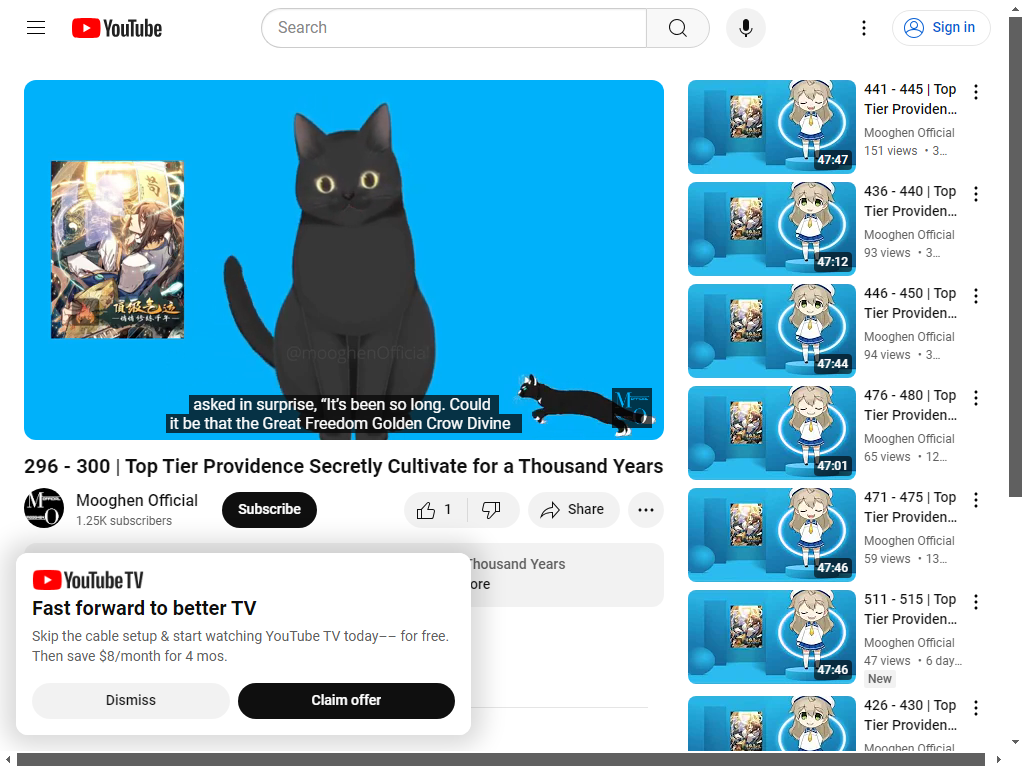 YouTube
Search
Sign in
頂級氣运
悄悄修练千年
@mooghenOfficial
asked in surprise, “It’s been so long. Could
it be that the Great Freedom Golden Crow Divine
296 - 300 | Top Tier Providence Secretly Cultivate for a Thousand Years
Mooghen Official
1.25K subscribers
Subscribe
1
Share
Thousand Years
ore
YouTube TV
Fast forward to better TV
Skip the cable setup & start watching YouTube TV today–– for free.
Then save $8/month for 4 mos.
Dismiss
Claim offer
47:47
441 - 445 | Top
Tier Providen...
Mooghen Official
151 views • 3...
47:12
436 - 440 | Top
Tier Providen...
Mooghen Official
93 views • 3...
47:44
446 - 450 | Top
Tier Providen...
Mooghen Official
94 views • 3...
47:01
476 - 480 | Top
Tier Providen...
Mooghen Official
65 views • 12...
47:46
471 - 475 | Top
Tier Providen...
Mooghen Official
59 views • 13...
47:46
511 - 515 | Top
Tier Providen...
Mooghen Official
47 views • 6 day...
New
426 - 430 | Top
Tier Providen...
Mooghen Official